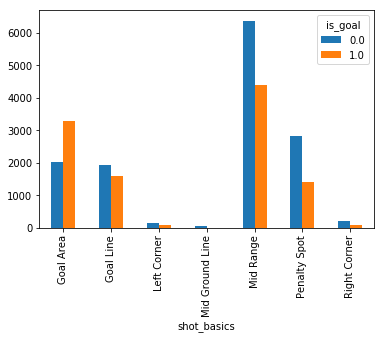 is_goal
0.0
1.0
6000
5000
4000
3000
2000
1000
0
Goal Area
Goal Line
Left Corner
Mid Ground Line
Mid Range
Penalty Spot
Right Corner
shot_basics